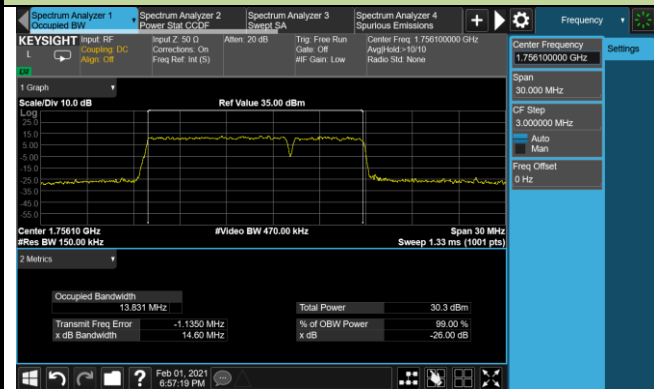 Spectrum Analyzer 1
Occupied BW
Spectrum Analyzer 2
Power Stat CCDF
Spectrum Analyzer 3
Swept SA
Spectrum Analyzer 4
Spurious Emissions
Frequency
KEYSIGHT
L
Input: RF
Coupling: DC
Align: Off
Input Z: 50 Ω
Corrections: On
Freq Ref: Int (S)
Atten: 20 dB
Trig: Free Run
Gate: Off
#IF Gain: Low
Center Freq: 1.756100000 GHz
Avg|Hold:>10/10
Radio Std: None
Center Frequency
1.756100000 GHz
Settings
Span
30.000 MHz
CF Step
3.000000 MHz
Auto
Man
Freq Offset
0 Hz
1 Graph
Scale/Div 10.0 dB
Ref Value 35.00 dBm
Log
25.0
15.0
5.00
-5.00
-15.0
-25.0
-35.0
-45.0
-55.0
Center 1.75610 GHz
#Video BW 470.00 kHz
Span 30 MHz
#Res BW 150.00 kHz
Sweep 1.33 ms (1001 pts)
2 Metrics
Occupied Bandwidth
13.831 MHz
Total Power
30.3 dBm
Transmit Freq Error
-1.1350 MHz
% of OBW Power
99.00 %
x dB Bandwidth
14.60 MHz
x dB
-26.00 dB
?
Feb 01, 2021
6:57:19 PM